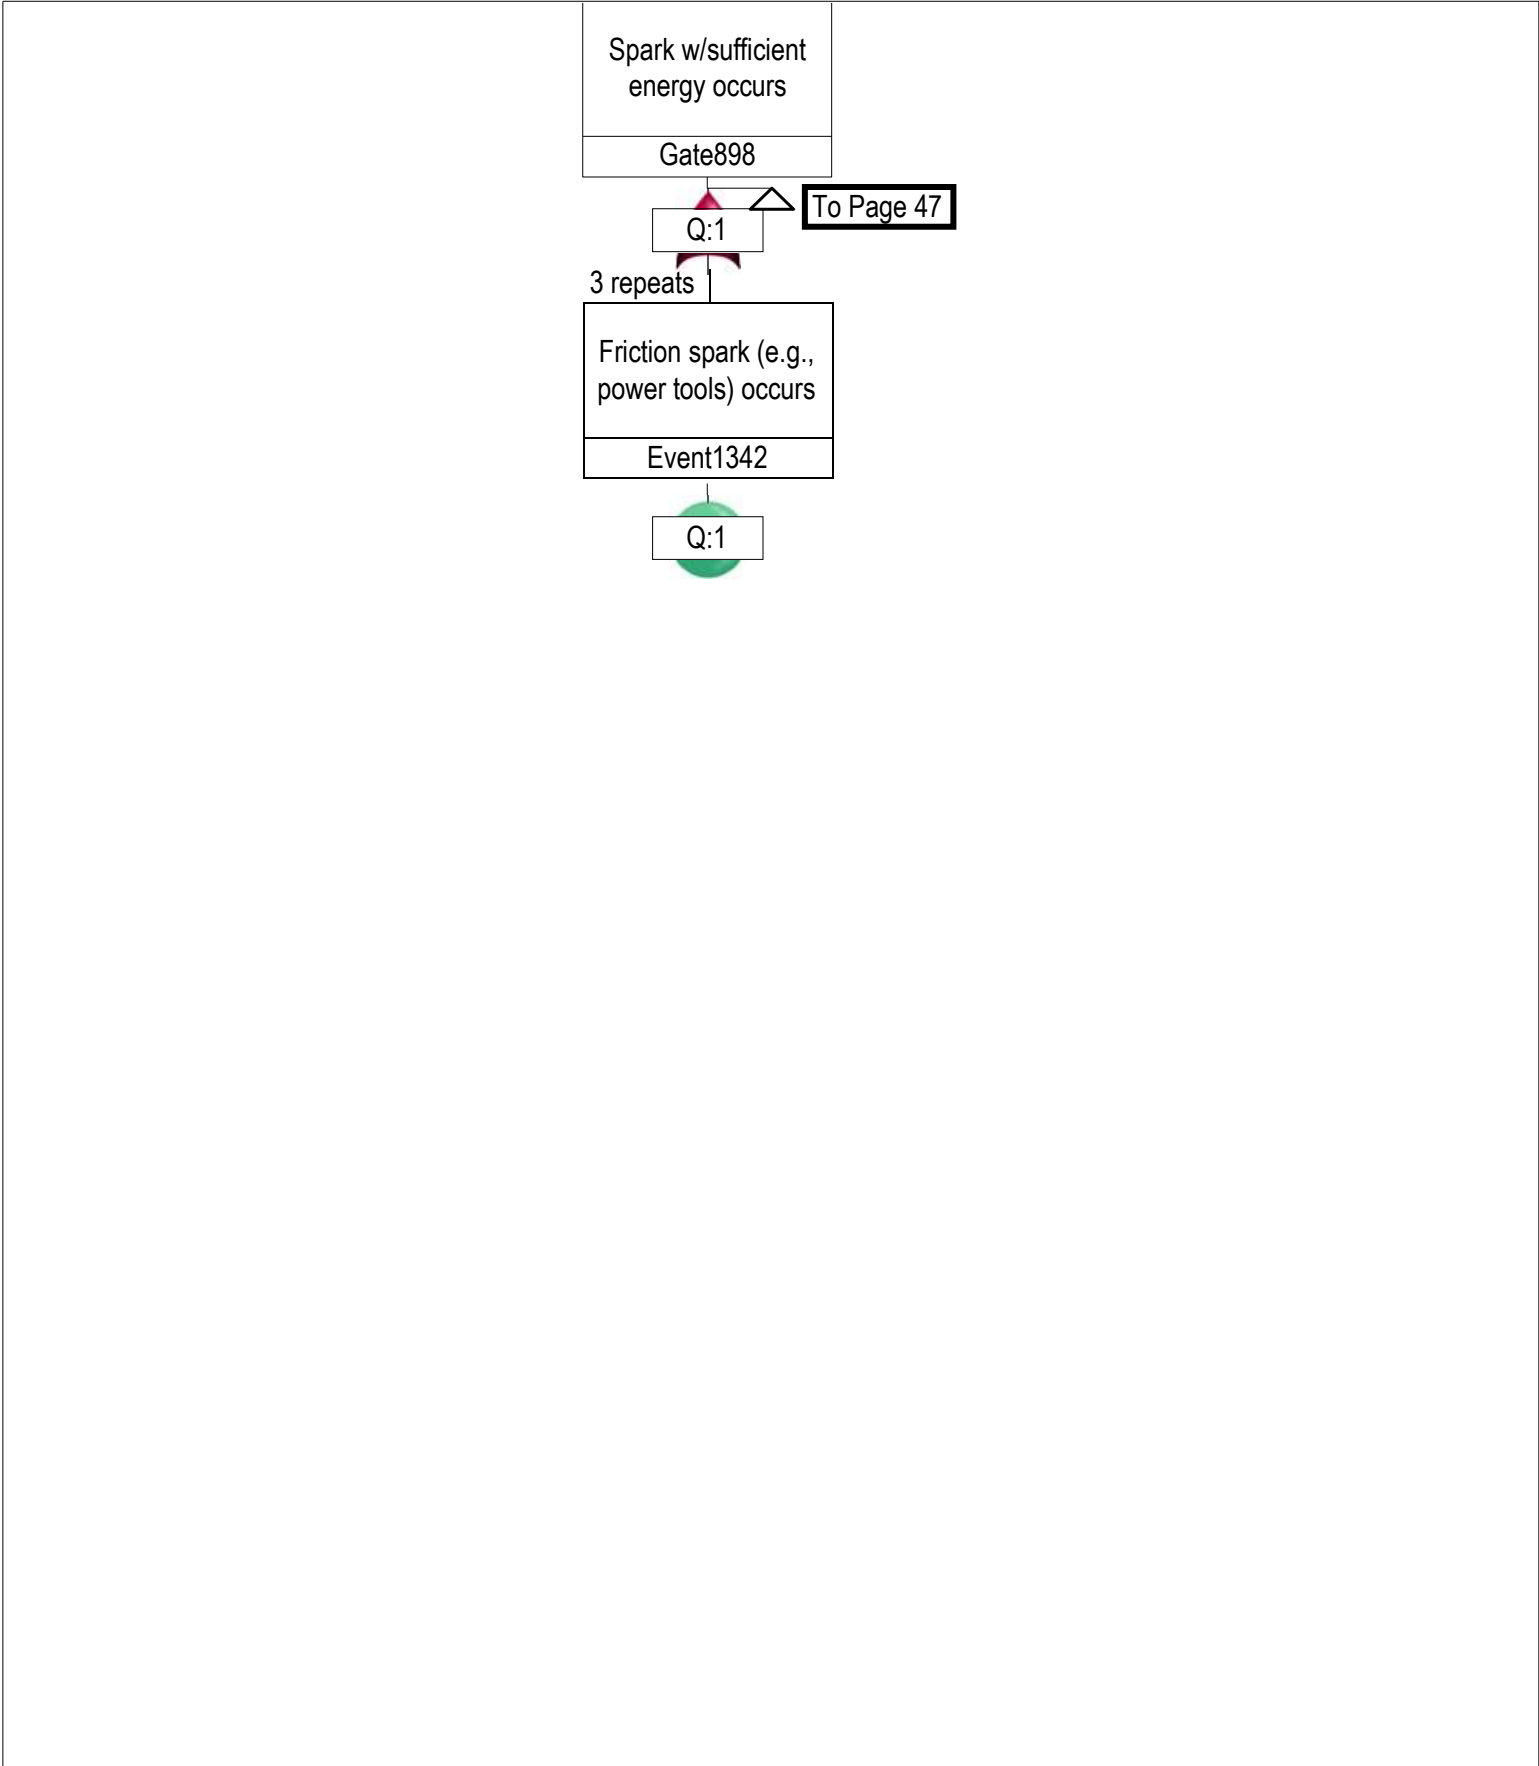 Spark w/sufficient
energy occurs
Gate898
To Page 47
Q:1
3 repeats
Friction spark (e.g.,
power tools) occurs
Event1342
Q:1